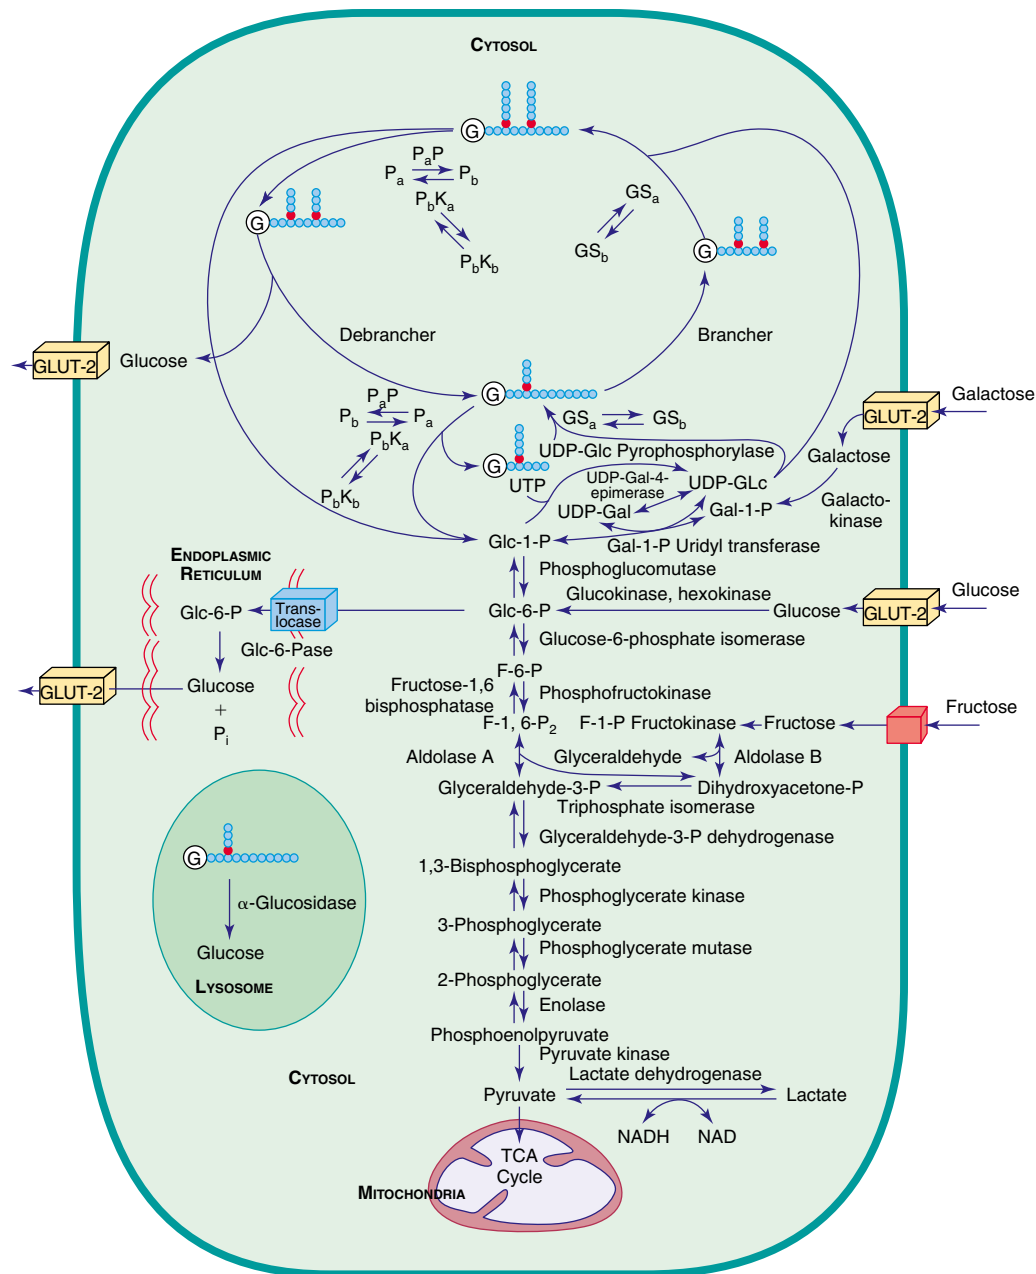 CYTOSOL
G
PaP
Pa
Pb
PbKa
PbKb
GSa
GSb
G
G
Debrancher
Brancher
GLUT-2
Glucose
G
PaP
Pb
Pa
PbKa
PbKb
GSa
GSb
UDP-Glc Pyrophosphorylase
G
UTP
UDP-Gal-4-
epimerase
UDP-GLc
UDP-Gal
Gal-1-P
Galactose
GLUT-2
Galactose
Galacto-
kinase
Glc-1-P
Gal-1-P Uridyl transferase
Phosphoglucomutase
ENDOPLASMIC
RETICULUM
Glc-6-P
Trans-
locase
Glc-6-Pase
Glucose
+
Pi
GLUT-2
Glc-6-P
Glucokinase, hexokinase
Glucose
GLUT-2
Glucose
Glucose-6-phosphate isomerase
F-6-P
Fructose-1,6
bisphosphatase
Phosphofructokinase
F-1, 6-P2
F-1-P Fructokinase
Fructose
Fructose
Aldolase A
Glyceraldehyde
Aldolase B
Glyceraldehyde-3-P
Dihydroxyacetone-P
Triphosphate isomerase
Glyceraldehyde-3-P dehydrogenase
1,3-Bisphosphoglycerate
Phosphoglycerate kinase
3-Phosphoglycerate
Phosphoglycerate mutase
2-Phosphoglycerate
Enolase
Phosphoenolpyruvate
Pyruvate kinase
Lactate dehydrogenase
Pyruvate
Lactate
NADH
NAD
TCA
Cycle
MITOCHONDRIA
G
α-Glucosidase
Glucose
LYSOSOME
CYTOSOL